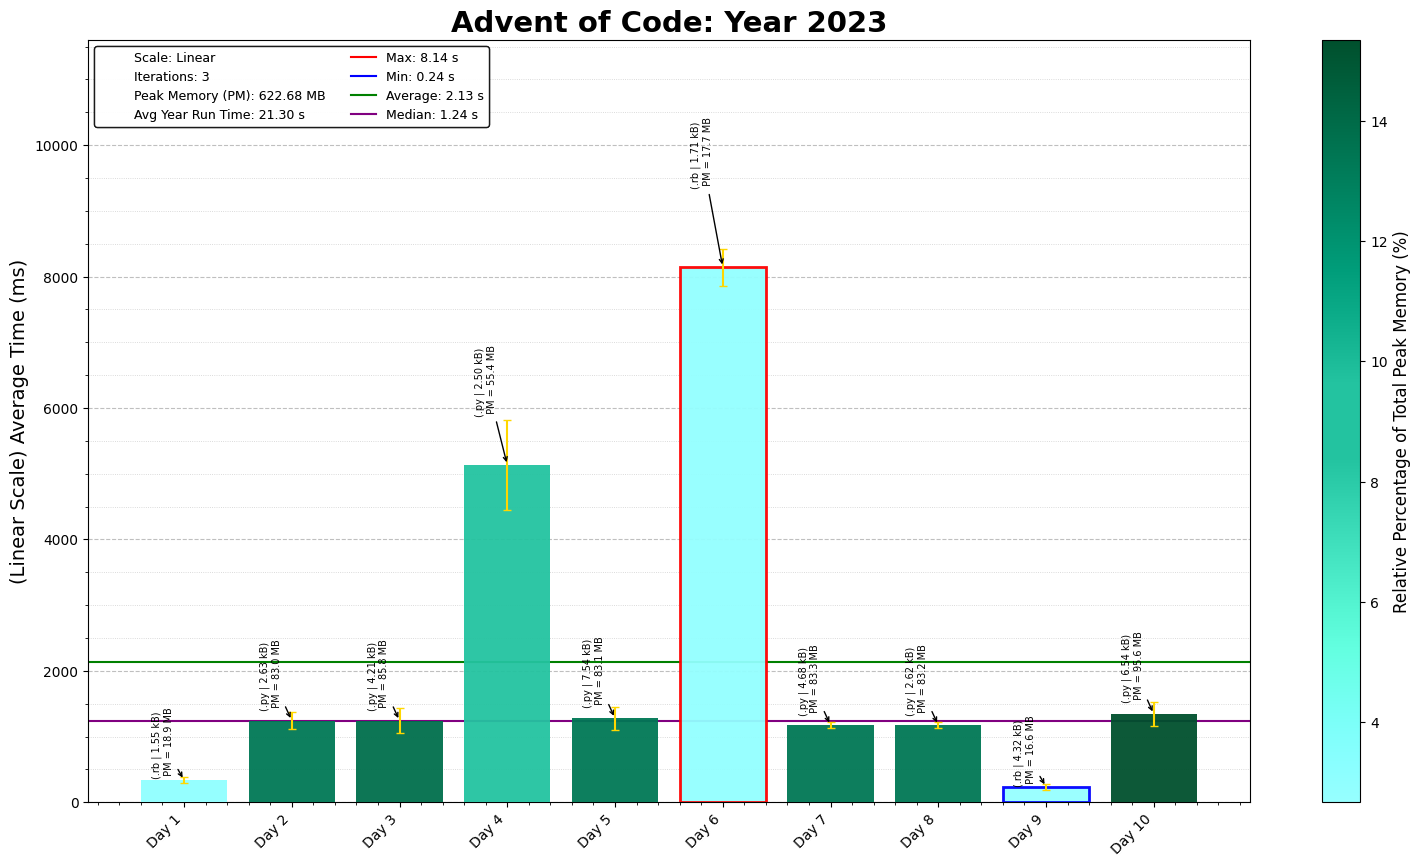 Advent of Code: Year 2023
Scale: Linear
Iterations: 3
Peak Memory (PM): 622.68 MB
Avg Year Run Time: 21.30 s
Max: 8.14 s
Min: 0.24 s
Average: 2.13 s
Median: 1.24 s
(Linear Scale) Average Time (ms)
10000
8000
6000
4000
2000
0
(.rb | 1.55 kB)
PM = 18.9 MB
(.py | 2.63 kB)
PM = 83.0 MB
(.py | 4.21 kB)
PM = 85.8 MB
(.py | 2.50 kB)
PM = 55.4 MB
(.py | 7.54 kB)
PM = 83.1 MB
(.rb | 1.71 kB)
PM = 17.7 MB
(.py | 4.68 kB)
PM = 83.3 MB
(.py | 2.62 kB)
PM = 83.2 MB
(.rb | 4.32 kB)
PM = 16.6 MB
(.py | 6.54 kB)
PM = 95.6 MB
Day 1
Day 2
Day 3
Day 4
Day 5
Day 6
Day 7
Day 8
Day 9
Day 10
14
12
10
8
6
4
Relative Percentage of Total Peak Memory (%)